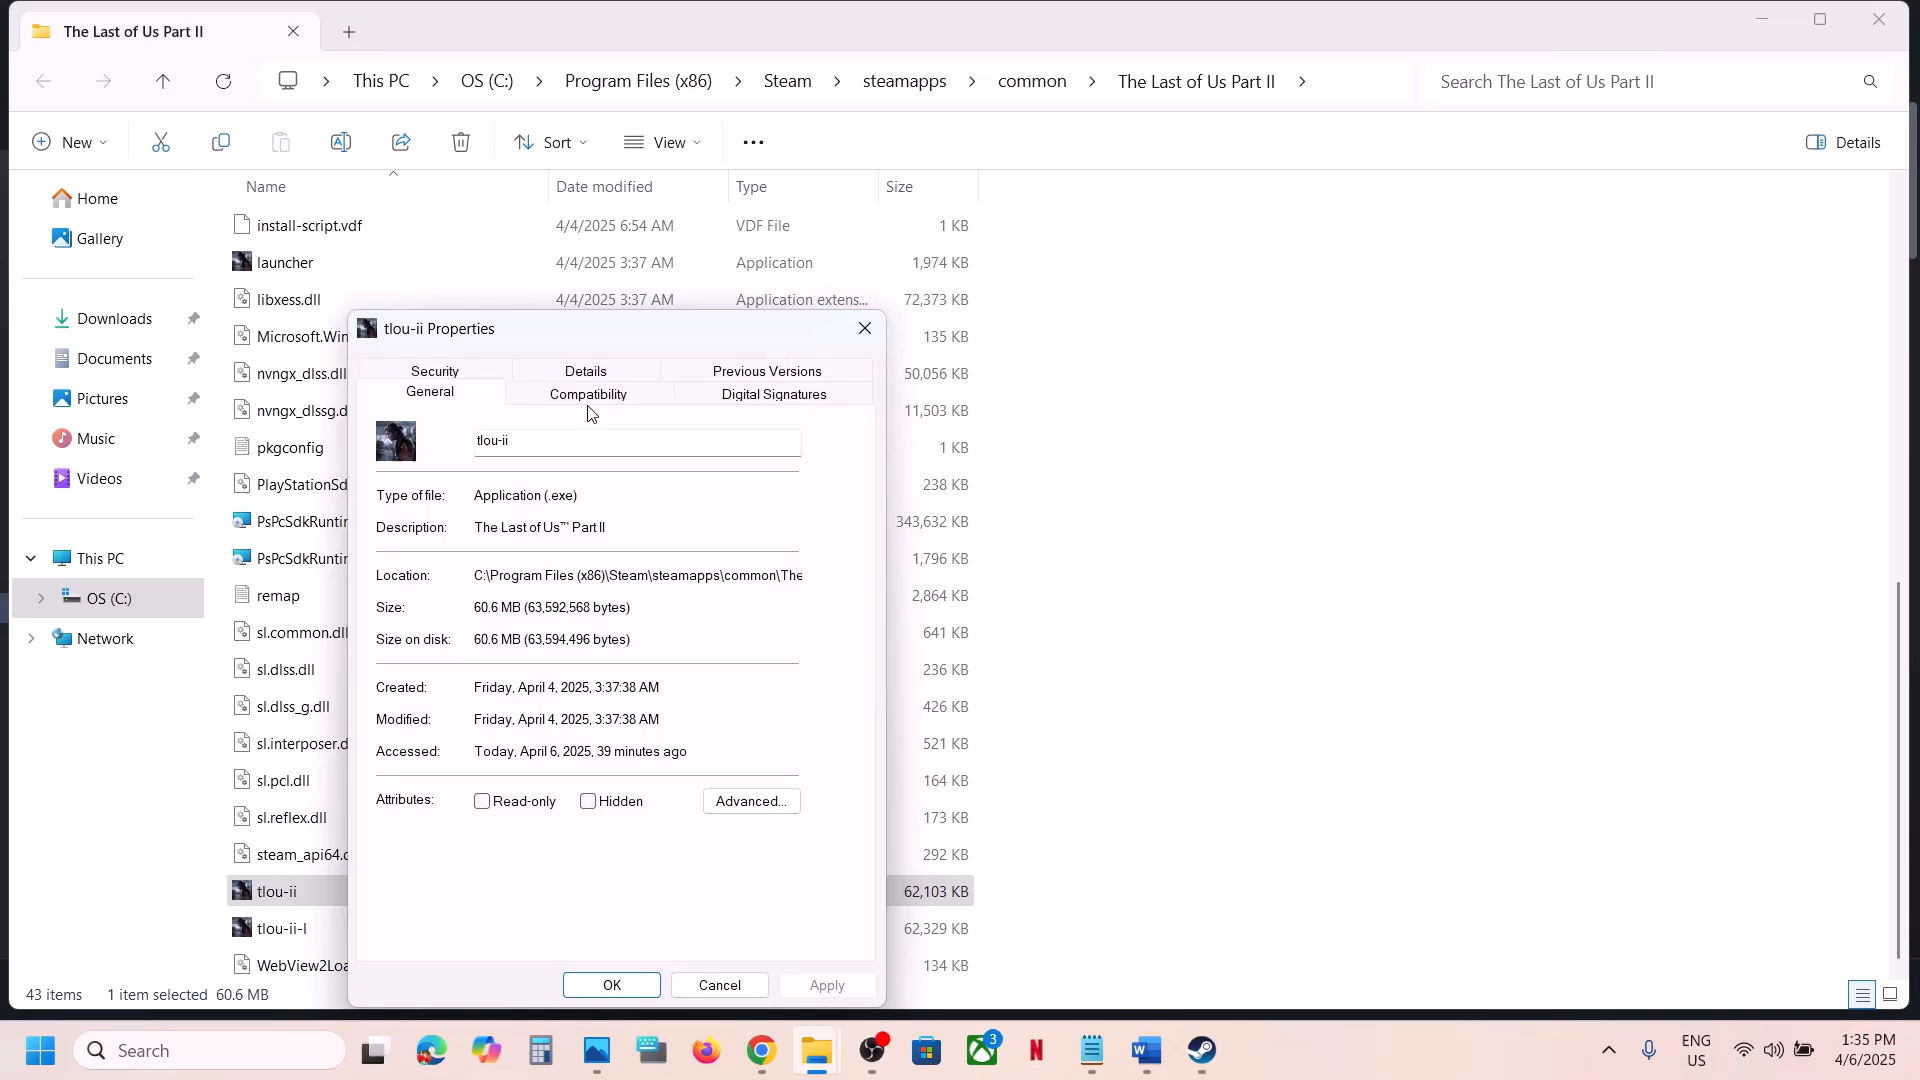 The Last of Us Part II
This PC
OS (C:)
Program Files (x86)
Steam
steamapps
common
The Last of Us Part II
Search The Last of Us Part II
New
Sort
View
Details
Home
Gallery
Downloads
Documents
Pictures
Music
Videos
This PC
OS (C:)
Network
Name
Date modified
Type
Size
install-script.vdf 4/4/2025 6:54 AM VDF File 1 KB
launcher 4/4/2025 3:37 AM Application 1,974 KB
libxess.dll 4/4/2025 3:37 AM Application extens... 72,373 KB
Microsoft.Win 135 KB
nvngx_dlss.dll 50,056 KB
nvngx_dlssg.d 11,503 KB
pkgconfig 1 KB
PlayStationSd 238 KB
PsPcSdkRuntin 343,632 KB
PsPcSdkRuntin 1,796 KB
remap 2,864 KB
sl.common.dll 641 KB
sl.dlss.dll 236 KB
sl.dlss_g.dll 426 KB
sl.interposer.d 521 KB
sl.pcl.dll 164 KB
sl.reflex.dll 173 KB
steam_api64.d 292 KB
tlou-ii 62,103 KB
tlou-ii-l 62,329 KB
WebView2Loa 134 KB
tlou-ii Properties
Security
Details
Previous Versions
General
Compatibility
Digital Signatures
tlou-ii
Type of file: Application (.exe)
Description: The Last of Us™ Part II
Location: C:\Program Files (x86)\Steam\steamapps\common\The
Size: 60.6 MB (63,592,568 bytes)
Size on disk: 60.6 MB (63,594,496 bytes)
Created: Friday, April 4, 2025, 3:37:38 AM
Modified: Friday, April 4, 2025, 3:37:38 AM
Accessed: Today, April 6, 2025, 39 minutes ago
Attributes: Read-only Hidden Advanced...
OK Cancel Apply
43 items 1 item selected 60.6 MB
Search
3
ENG
US
1:35 PM
4/6/2025